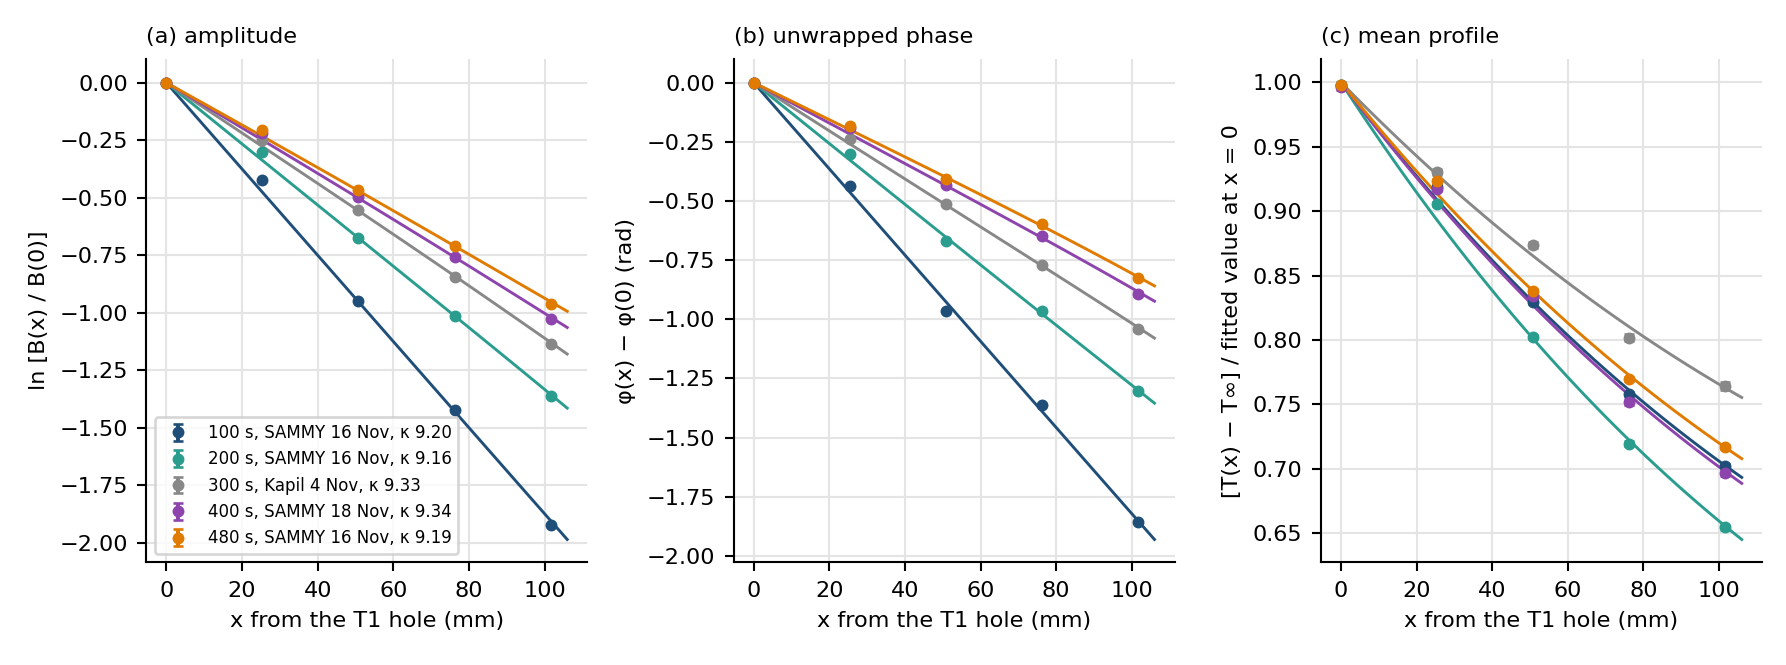 (a) amplitude
ln [B(x) / B(0)]
0.00
−0.25
−0.50
−0.75
−1.00
−1.25
−1.50
−1.75
−2.00
100 s, SAMMY 16 Nov, κ 9.20
200 s, SAMMY 16 Nov, κ 9.16
300 s, Kapil 4 Nov, κ 9.33
400 s, SAMMY 18 Nov, κ 9.34
480 s, SAMMY 16 Nov, κ 9.19
0 20 40 60 80 100
x from the T1 hole (mm)
(b) unwrapped phase
φ(x) − φ(0) (rad)
0.00
−0.25
−0.50
−0.75
−1.00
−1.25
−1.50
−1.75
−2.00
0 20 40 60 80 100
x from the T1 hole (mm)
(c) mean profile
[T(x) − T∞] / fitted value at x = 0
1.00
0.95
0.90
0.85
0.80
0.75
0.70
0.65
0 20 40 60 80 100
x from the T1 hole (mm)